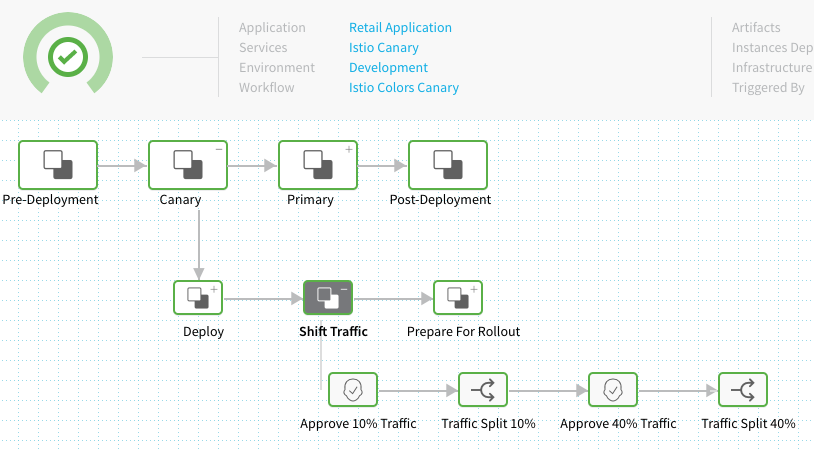 Application Retail Application Artifacts
Services Istio Canary Instances Dep
Environment Development Infrastructure
Workflow Istio Colors Canary Triggered By
Pre-Deployment Canary Primary Post-Deployment
Deploy Shift Traffic Prepare For Rollout
Approve 10% Traffic Traffic Split 10% Approve 40% Traffic Traffic Split 40%